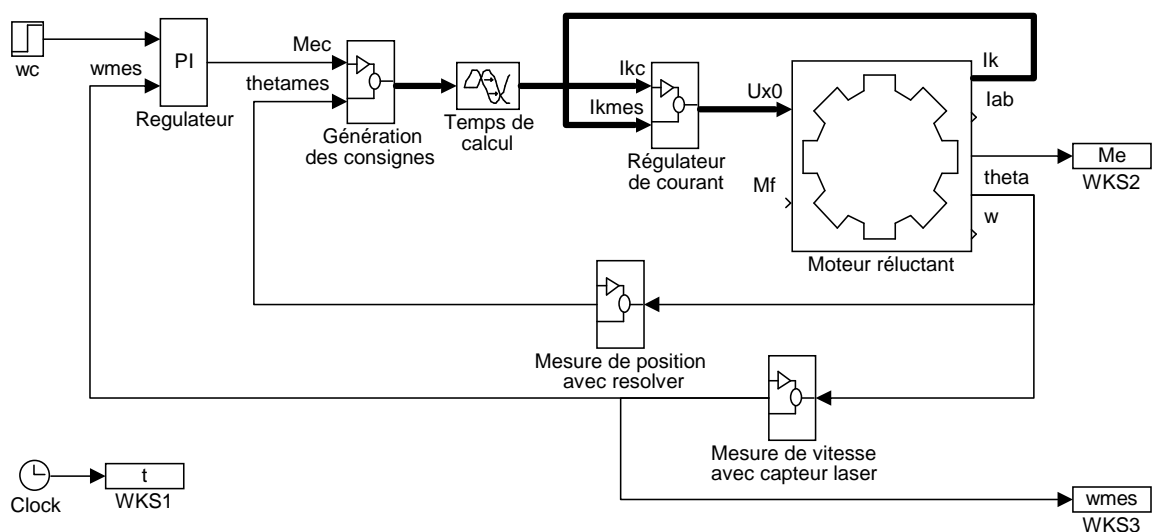 wc
wmes
PI
Regulateur
Mec
thetames
Génération
des consignes
Temps de
calcul
Ikc
Ikmes
Régulateur
de courant
Ux0
Mf
Ik
Iab
theta
w
Moteur réluctant
Me
WKS2
Mesure de position
avec resolver
Mesure de vitesse
avec capteur laser
Clock
t
WKS1
wmes
WKS3